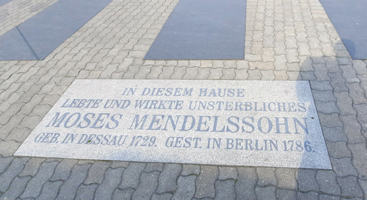 IN DIESEM HAUSE
LEBTE UND WIRKTE UNSTERBLICHES
MOSES MENDELSSOHN
GEB. IN DESSAU 1729. GEST. IN BERLIN 1786.